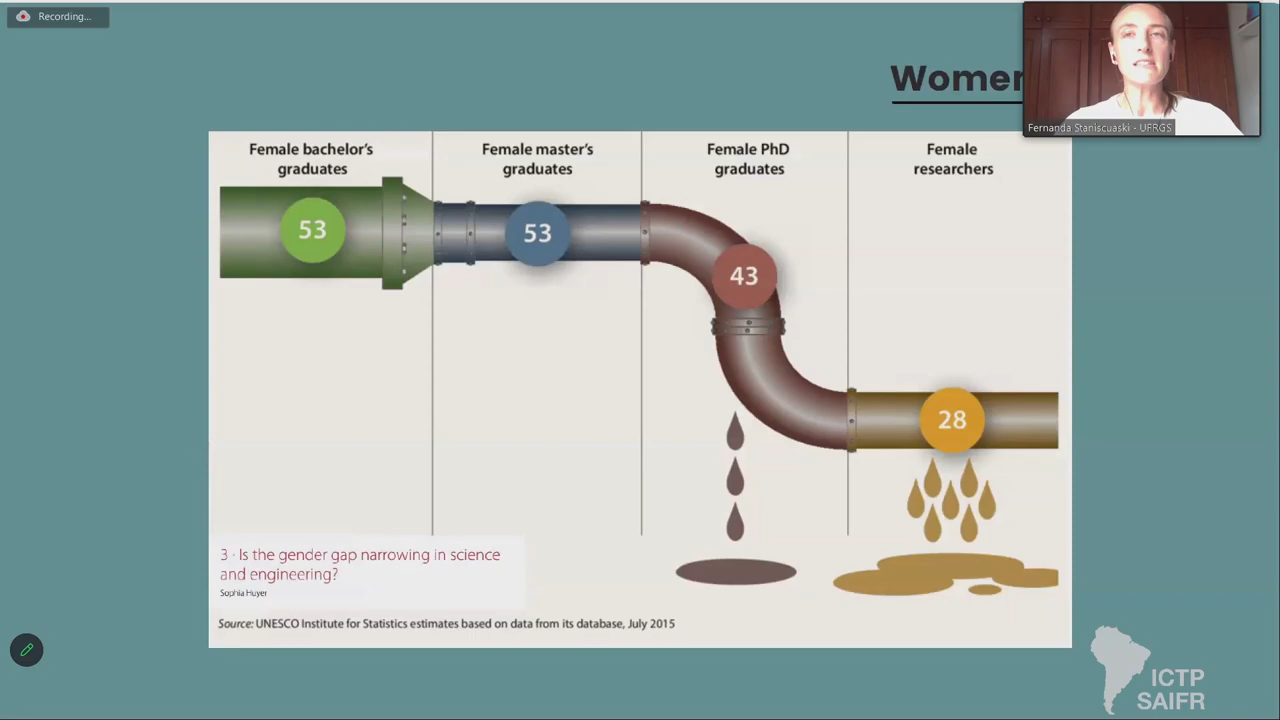 Recording...
Women
Fernanda Staniscuaski - UFRGS
Female bachelor's
graduates
Female master's
graduates
Female PhD
graduates
Female
researchers
53
53
43
28
3 · Is the gender gap narrowing in science
and engineering?
Sophia Huyer
Source: UNESCO Institute for Statistics estimates based on data from its database, July 2015
ICTP
SAIFR